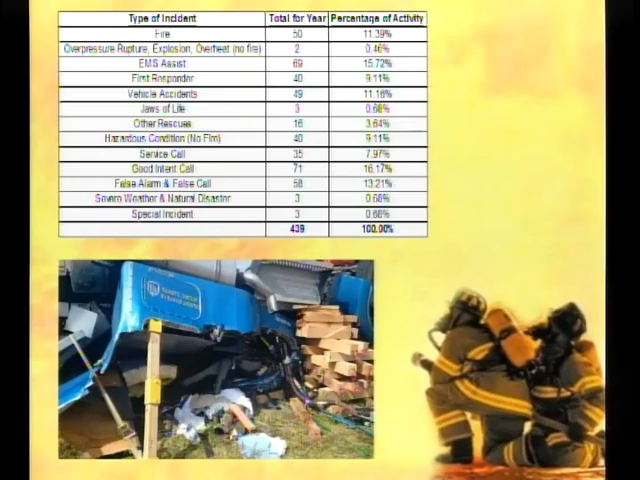 Type of Incident Total for Year Percentage of Activity
Fire 50 11.39%
Overpressure Rupture, Explosion, Overheat (no fire) 2 0.46%
EMS Assist 69 15.72%
First Responder 40 9.11%
Vehicle Accidents 49 11.16%
Jaws of Life 3 0.68%
Other Rescues 16 3.64%
Hazardous Condition (No Fire) 40 9.11%
Service Call 35 7.97%
Good Intent Call 71 16.17%
False Alarm & False Call 58 13.21%
Severe Weather & Natural Disaster 3 0.68%
Special Incident 3 0.68%
439 100.00%